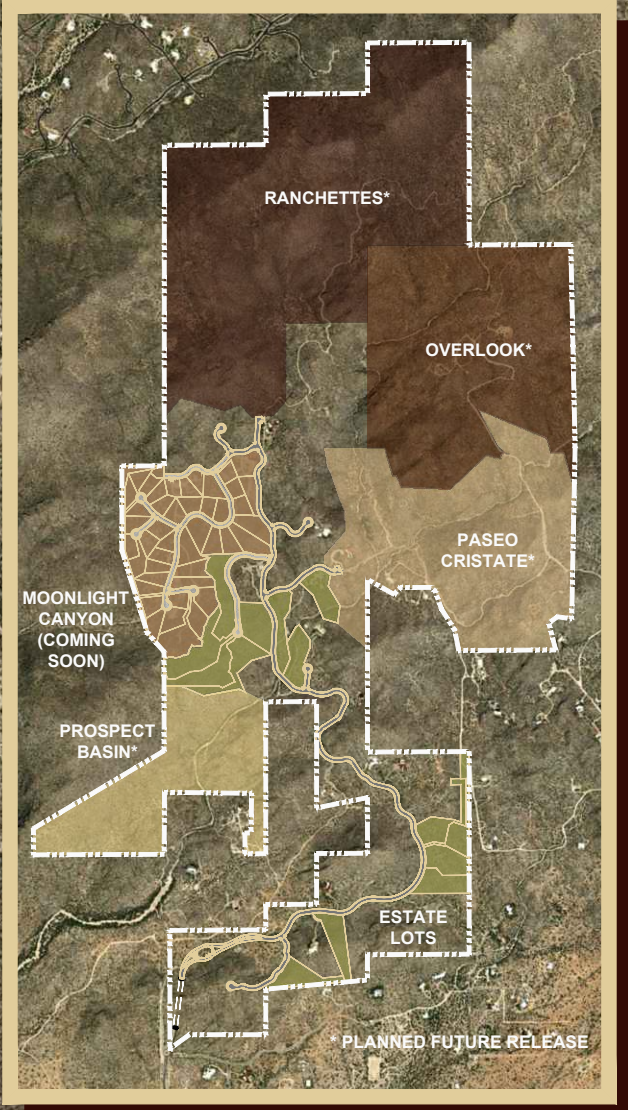 RANCHETTES*
OVERLOOK*
PASEO
CRISTATE*
MOONLIGHT
CANYON
(COMING
SOON)
PROSPECT
BASIN*
ESTATE
LOTS
* PLANNED FUTURE RELEASE